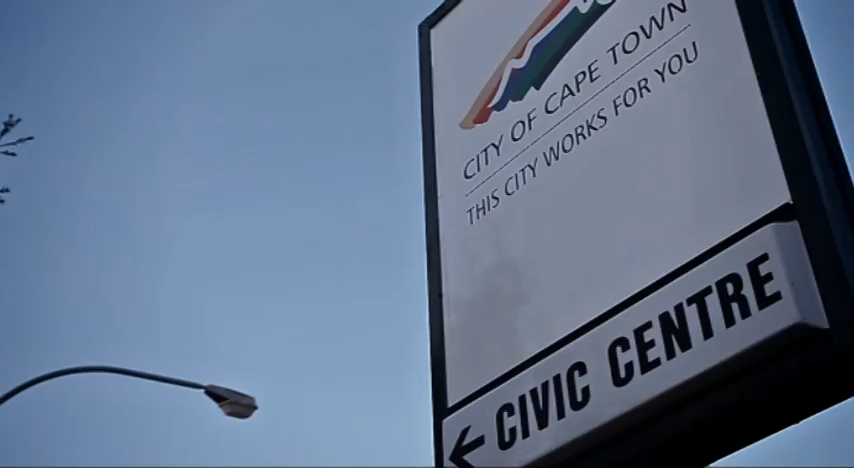 CITY OF CAPE TOWN
THIS CITY WORKS FOR YOU
← CIVIC CENTRE